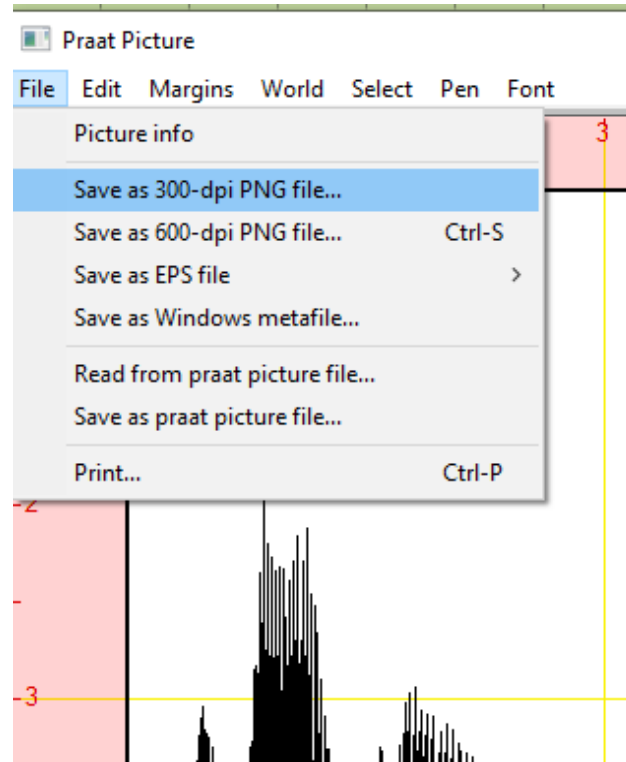 Praat Picture
File Edit Margins World Select Pen Font
Picture info
3
Save as 300-dpi PNG file...
Save as 600-dpi PNG file... Ctrl-S
Save as EPS file >
Save as Windows metafile...
Read from praat picture file...
Save as praat picture file...
Print... Ctrl-P
2
3